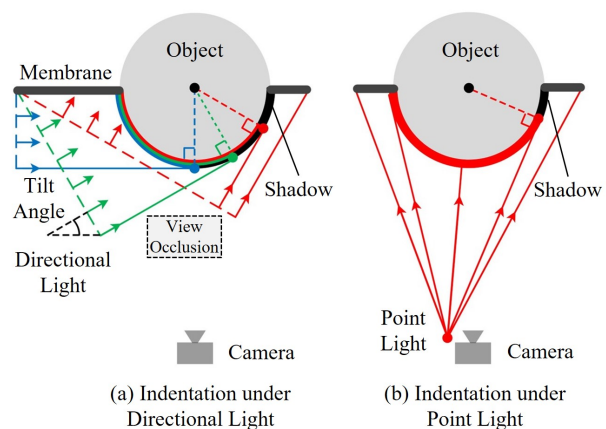 Object
Membrane
Tilt
Angle
Directional
Light
View
Occlusion
Shadow
Camera
(a) Indentation under
Directional Light
Object
Shadow
Point
Light
Camera
(b) Indentation under
Point Light